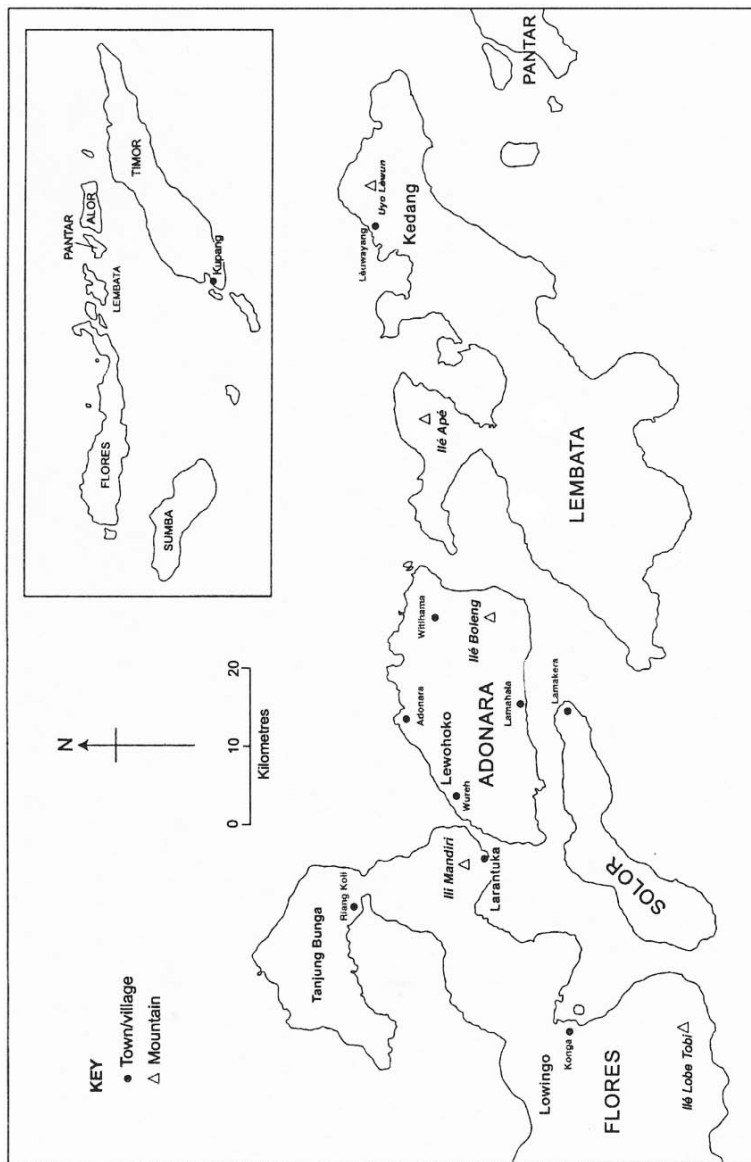 KEY
Town/village
Mountain
N
0 10 20
Kilometres
FLORES
LEMBATA
PANTAR
ALOR
TIMOR
SUMBA
Kupang
Tanjung Bunga
Riang Koli
Ili Mandiri
Larantuka
Lowingo
Konga
FLORES
Ilé Lobe Tobi
SOLOR
Adonara
Witihama
Lewohoko
Wureh
ADONARA
Ilé Boleng
Lamahala
Lamakera
Ilé Apé
LEMBATA
Léuwayang
Uyo Léwun
Kedang
PANTAR